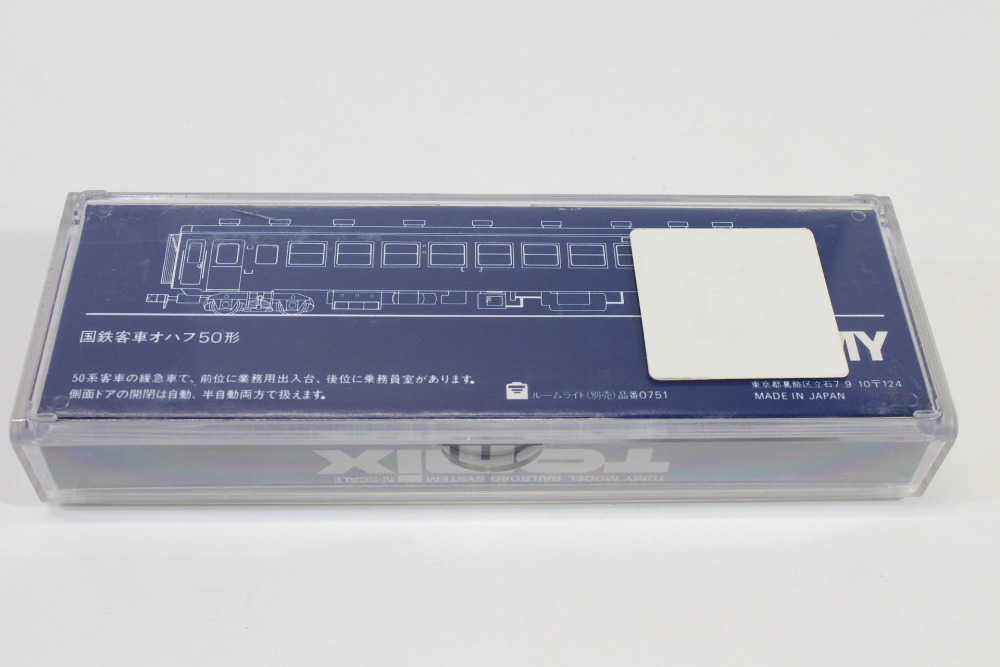 国鉄客車オハフ50形
50系客車の緩急車で、前位に業務用出入台、後位に乗務員室があります。
側面ドアの開閉は自動、半自動両方で扱えます。
ルームライト(別売)品番0751
MY
東京都葛飾区立石7-9-10〒124
MADE IN JAPAN
TOMIX
TOMY MODEL RAILROAD SYSTEM N-SCALE